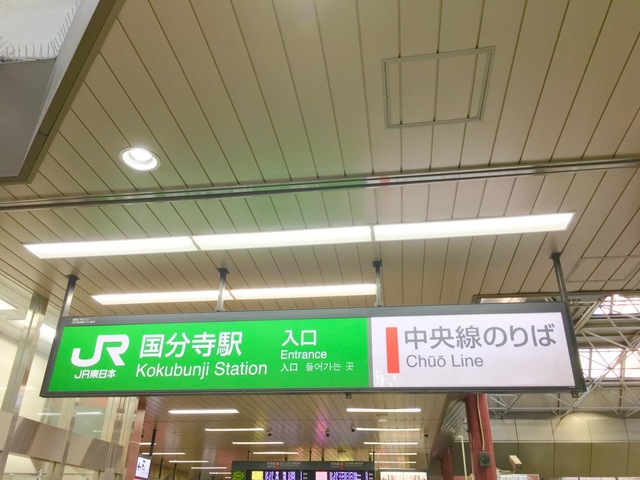 JR
JR東日本
国分寺駅
Kokubunji Station
入口
Entrance
入口 들어가는 곳
中央線のりば
Chūō Line